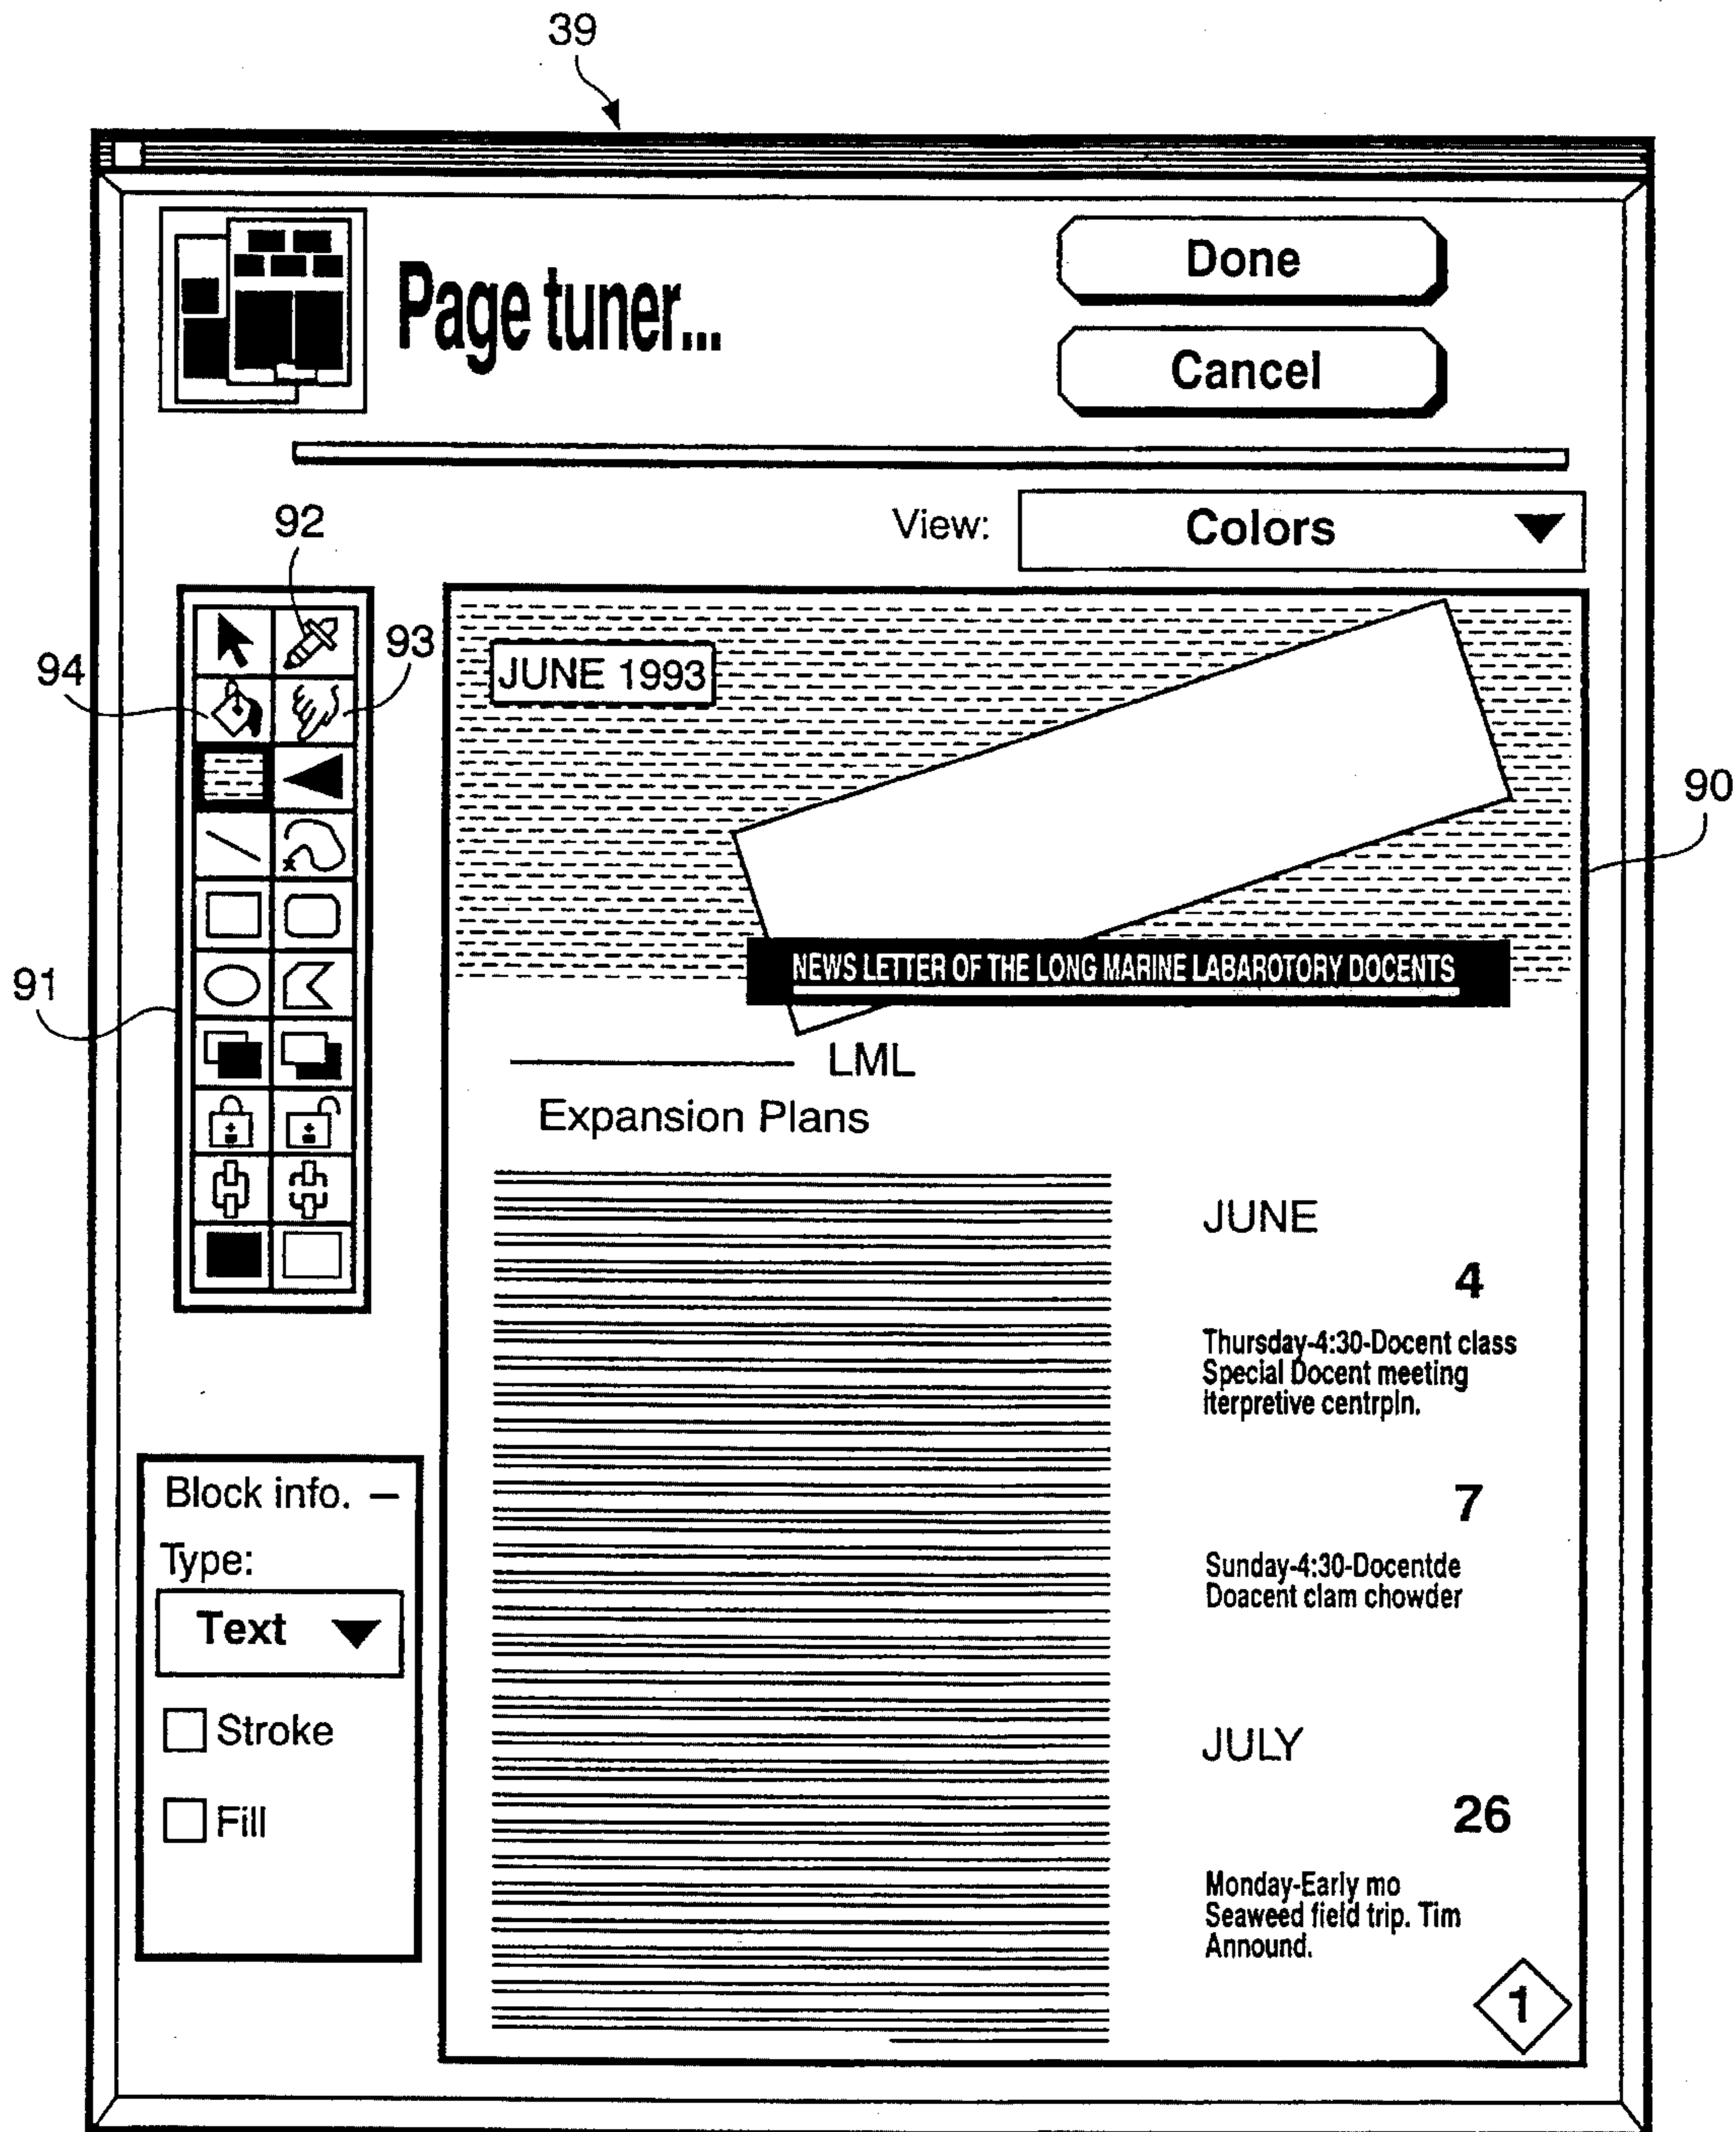 39
Page tuner...
Done
Cancel
View:
Colors
92
94
93
JUNE 1993
90
91
NEWS LETTER OF THE LONG MARINE LABAROTORY DOCENTS
LML
Expansion Plans
JUNE
4
Thursday-4:30-Docent class
Special Docent meeting
Iterpretive centrpln.
7
Sunday-4:30-Docentde
Doacent clam chowder
JULY
26
Monday-Early mo
Seaweed field trip. Tim
Annound.
1
Block info. –
Type:
Text
Stroke
Fill